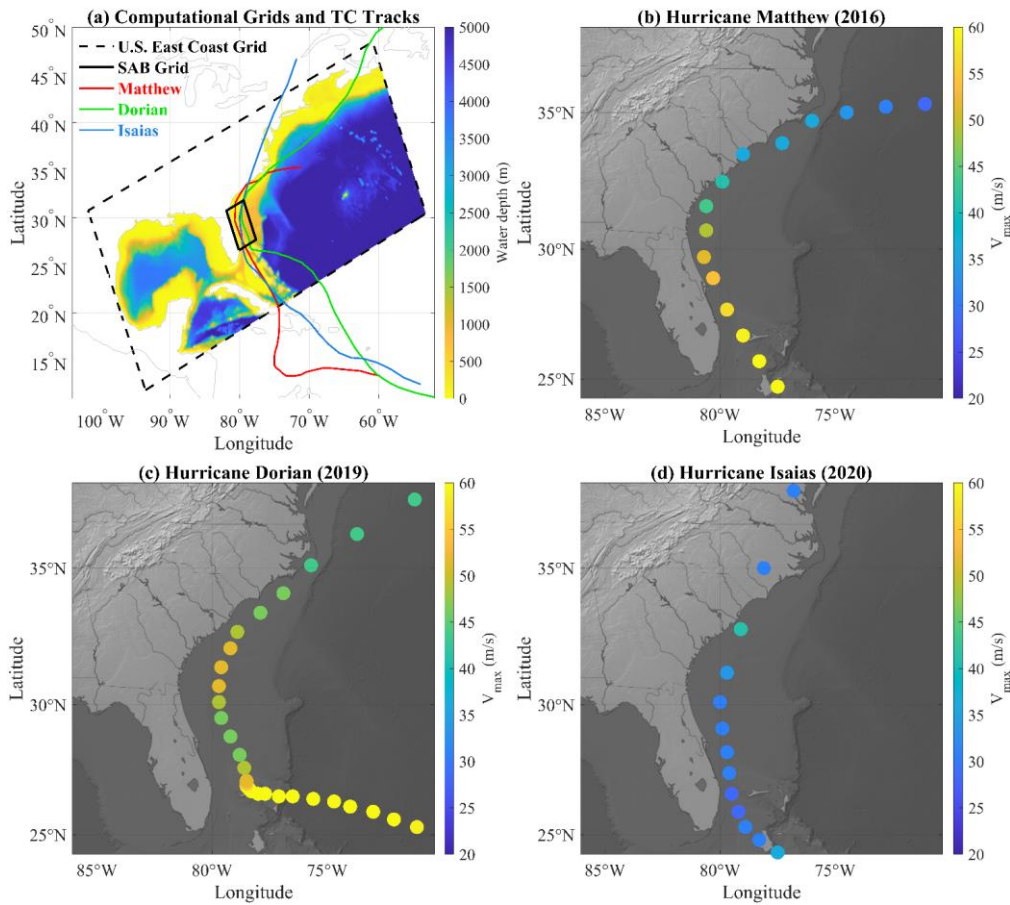 (a) Computational Grids and TC Tracks
50°N
45°N
40°N
35°N
30°N
25°N
20°N
15°N
Latitude
U.S. East Coast Grid
SAB Grid
Matthew
Dorian
Isaias
100°W
90°W
80°W
70°W
60°W
Longitude
5000
4500
4000
3500
3000
2500
2000
1500
1000
500
0
Water depth (m)
(b) Hurricane Matthew (2016)
35°N
30°N
25°N
Latitude
85°W
80°W
75°W
Longitude
60
55
50
45
40
35
30
25
20
Vmax (m/s)
(c) Hurricane Dorian (2019)
35°N
30°N
25°N
Latitude
85°W
80°W
75°W
Longitude
60
55
50
45
40
35
30
25
20
Vmax (m/s)
(d) Hurricane Isaias (2020)
35°N
30°N
25°N
Latitude
85°W
80°W
75°W
Longitude
60
55
50
45
40
35
30
25
20
Vmax (m/s)